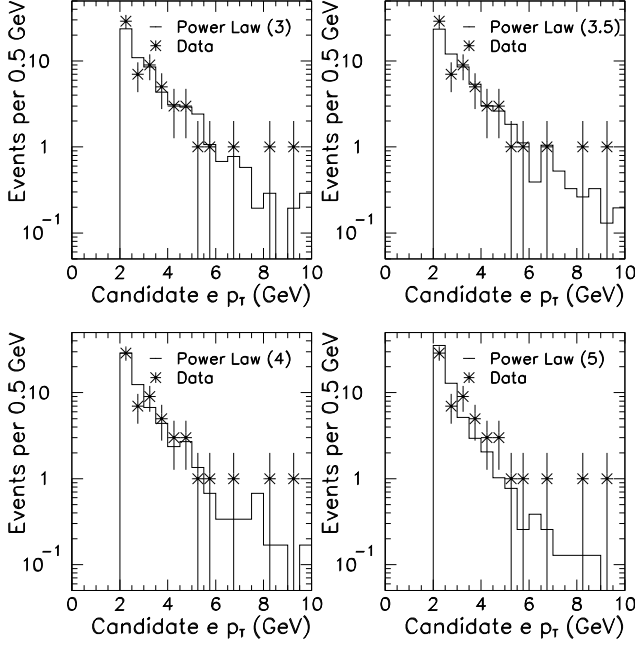 Events per 0.5 GeV
10
1
10⁻¹
Power Law (3)
Data
0 2 4 6 8 10
Candidate e p_T (GeV)
Events per 0.5 GeV
10
1
10⁻¹
Power Law (3.5)
Data
0 2 4 6 8 10
Candidate e p_T (GeV)
Events per 0.5 GeV
10
1
10⁻¹
Power Law (4)
Data
0 2 4 6 8 10
Candidate e p_T (GeV)
Events per 0.5 GeV
10
1
10⁻¹
Power Law (5)
Data
0 2 4 6 8 10
Candidate e p_T (GeV)